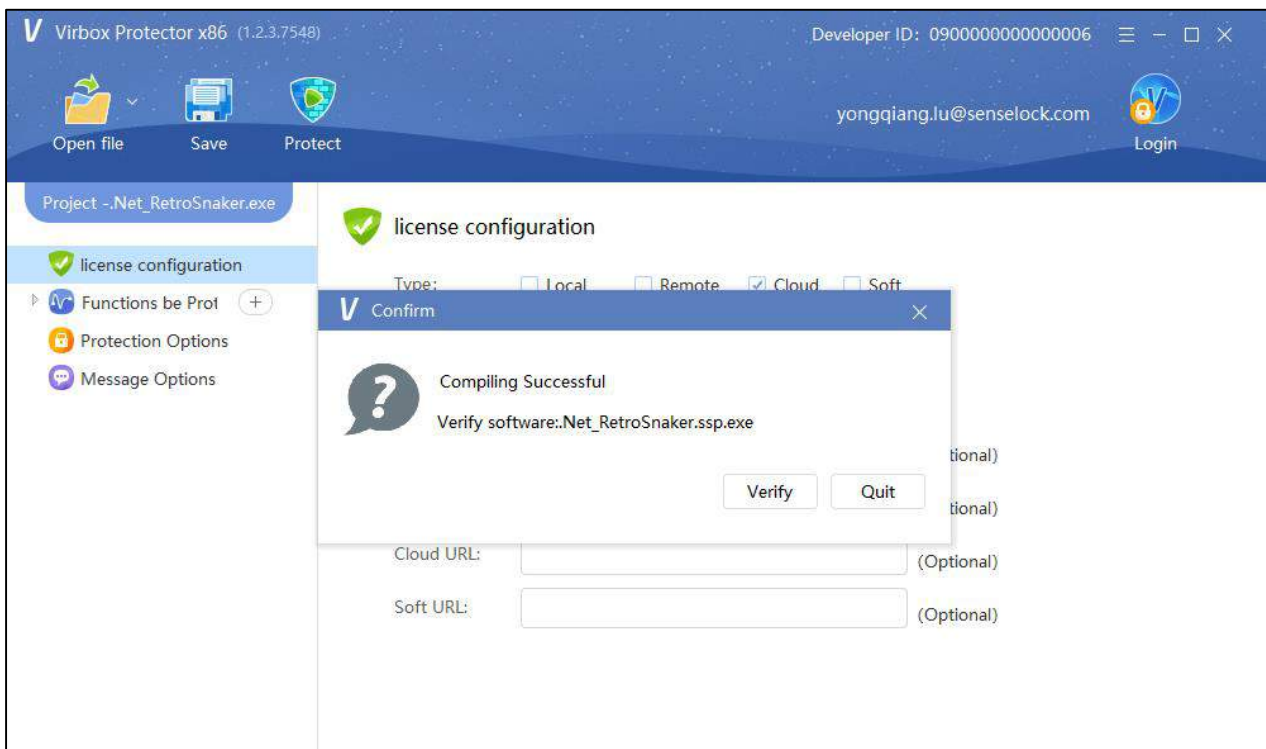 V Virbox Protector x86 (1.2.3.7548) Developer ID: 0900000000000006
yongqiang.lu@senselock.com
Open file Save Protect Login
Project -.Net_RetroSnaker.exe
license configuration
license configuration
Type: Local Remote Cloud Soft
Functions be Prot
Protection Options
Message Options
V Confirm
Compiling Successful
Verify software:.Net_RetroSnaker.ssp.exe
Verify Quit
tional)
tional)
Cloud URL: (Optional)
Soft URL: (Optional)